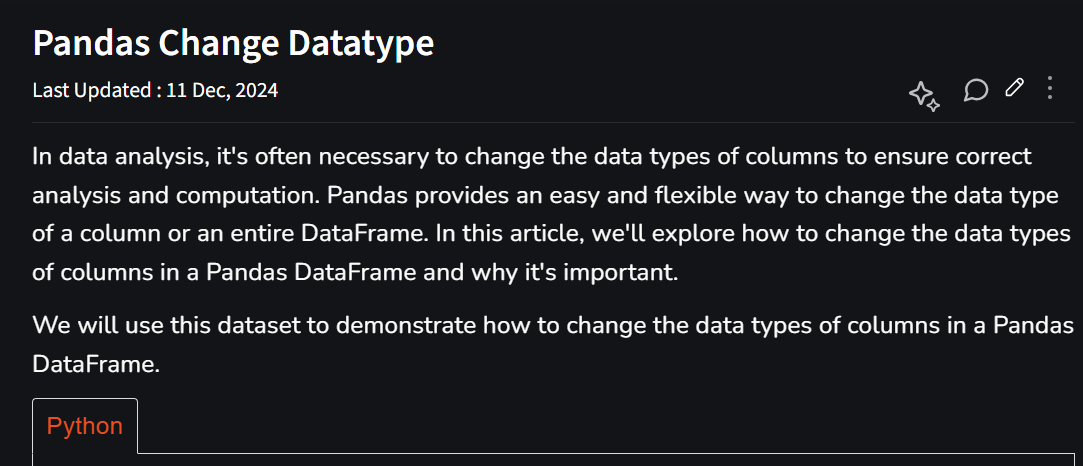 Pandas Change Datatype
Last Updated : 11 Dec, 2024
In data analysis, it's often necessary to change the data types of columns to ensure correct
analysis and computation. Pandas provides an easy and flexible way to change the data type
of a column or an entire DataFrame. In this article, we'll explore how to change the data types
of columns in a Pandas DataFrame and why it's important.
We will use this dataset to demonstrate how to change the data types of columns in a Pandas
DataFrame.
Python